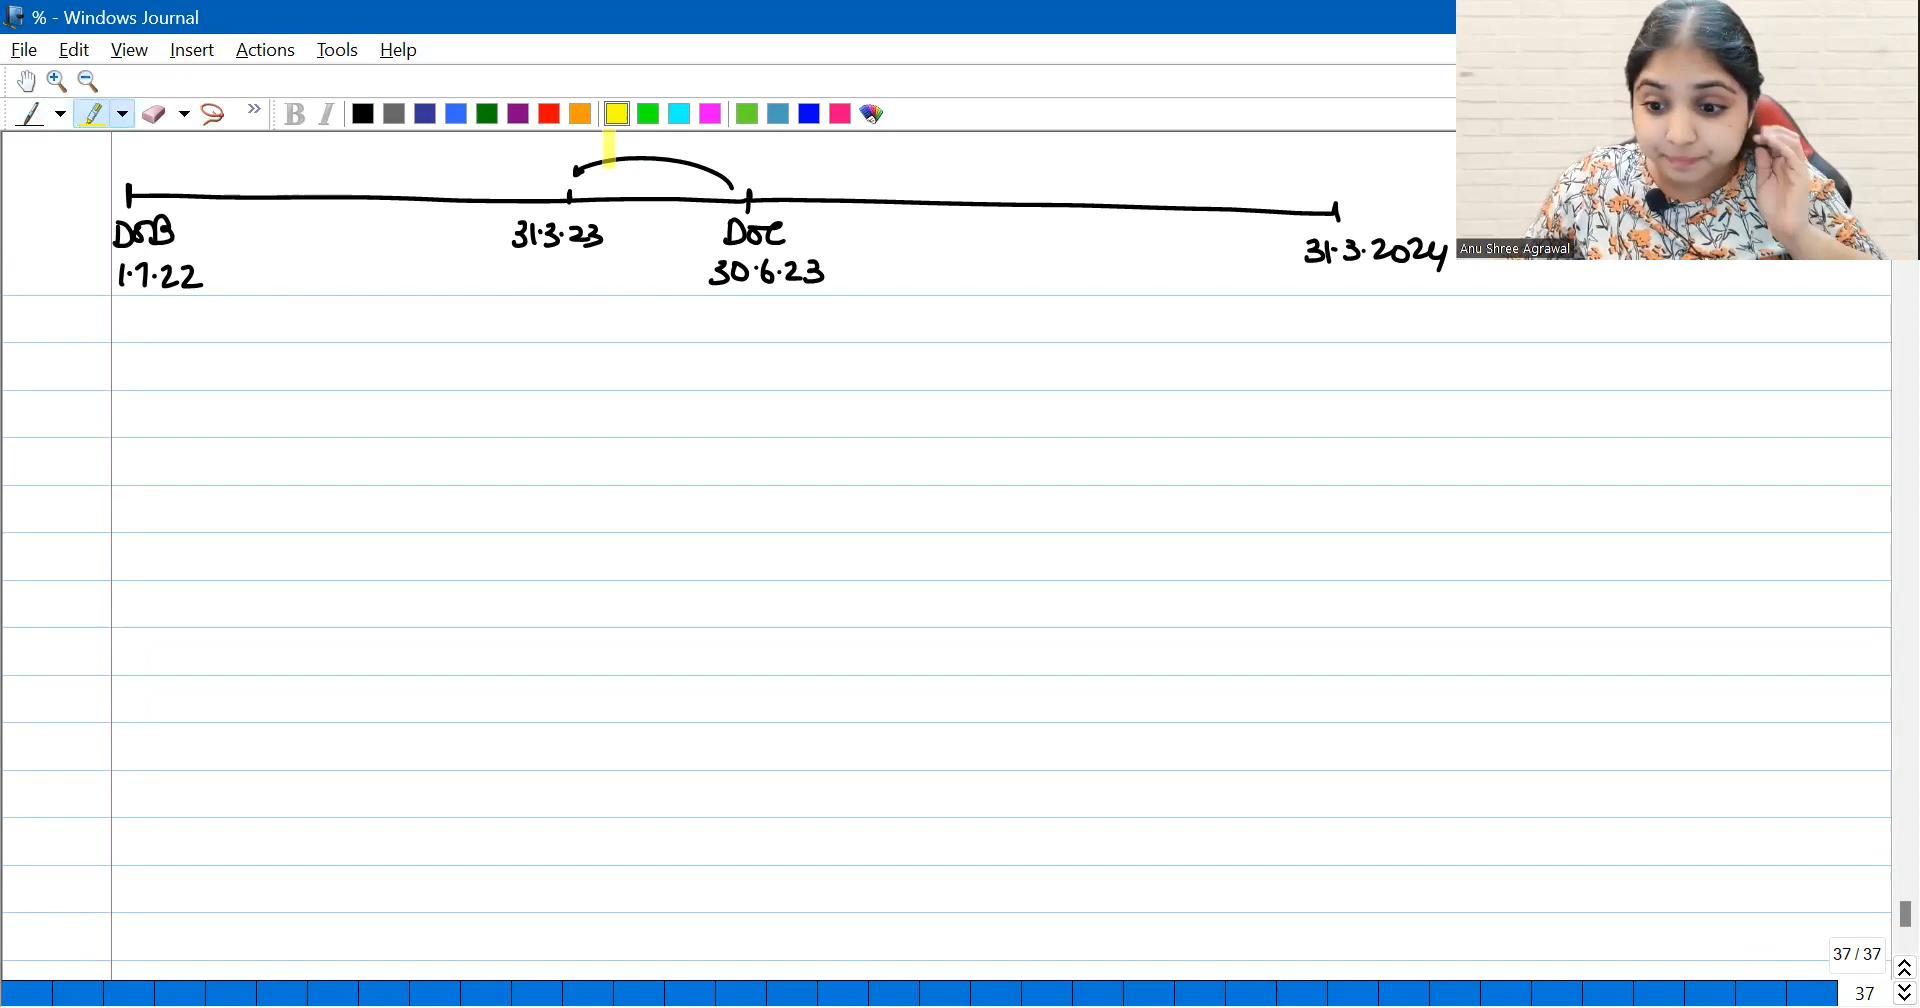 % - Windows Journal
File Edit View Insert Actions Tools Help
B I
DOB 31.3.23 DOC 31.3.2024
1.7.22 30.6.23
Anu Shree Agrawal
37 / 37
37